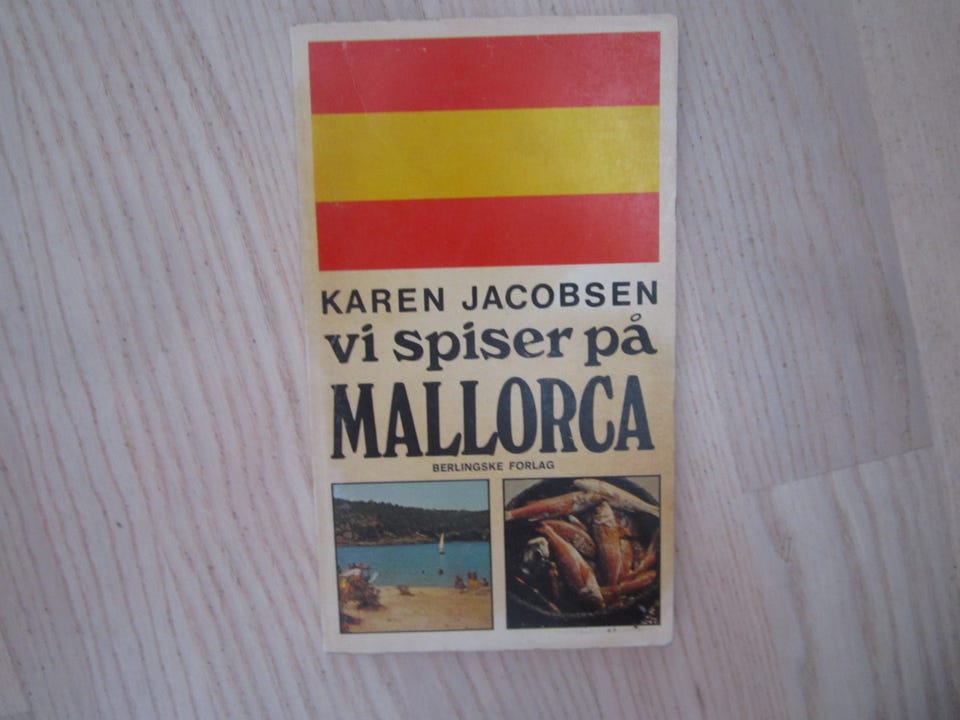 KAREN JACOBSEN
vi spiser på
MALLORCA
BERLINGSKE FORLAG